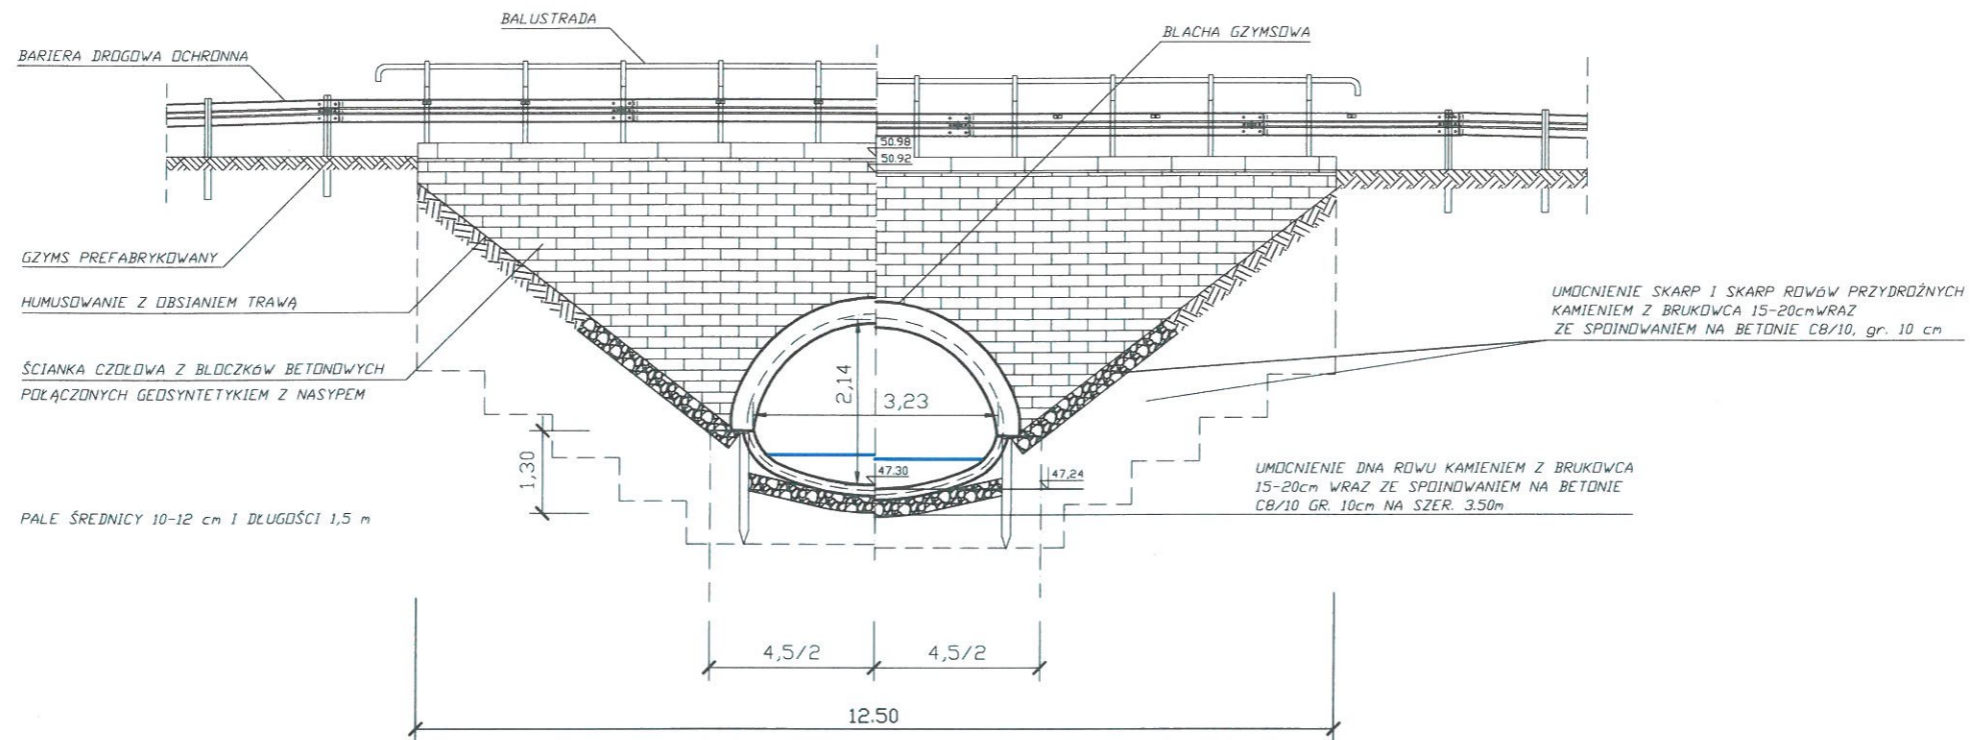 BALUSTRADA
BLACHA GZYMSOWA
BARIERA DROGOWA OCHRONNA
50.98
50.92
GZYMS PREFABRYKOWANY
HUMUSOWANIE Z OBSIANIEM TRAWĄ
UMOCNIENIE SKARP I SKARP ROWÓW PRZYDROŻNYCH
KAMIENIEM Z BRUKOWCA 15-20cmWRAZ
ZE SPOINOWANIEM NA BETONIE C8/10, gr. 10 cm
ŚCIANKA CZOŁOWA Z BLOCZKÓW BETONOWYCH
POŁĄCZONYCH GEOSYNTETYKIEM Z NASYPEM
2,14
3,23
1,30
47.30
47,24
UMOCNIENIE DNA ROWU KAMIENIEM Z BRUKOWCA
15-20cm WRAZ ZE SPOINOWANIEM NA BETONIE
C8/10 GR. 10cm NA SZER. 3.50m
PALE ŚREDNICY 10-12 cm I DŁUGOŚCI 1,5 m
4,5/2
4,5/2
12.50